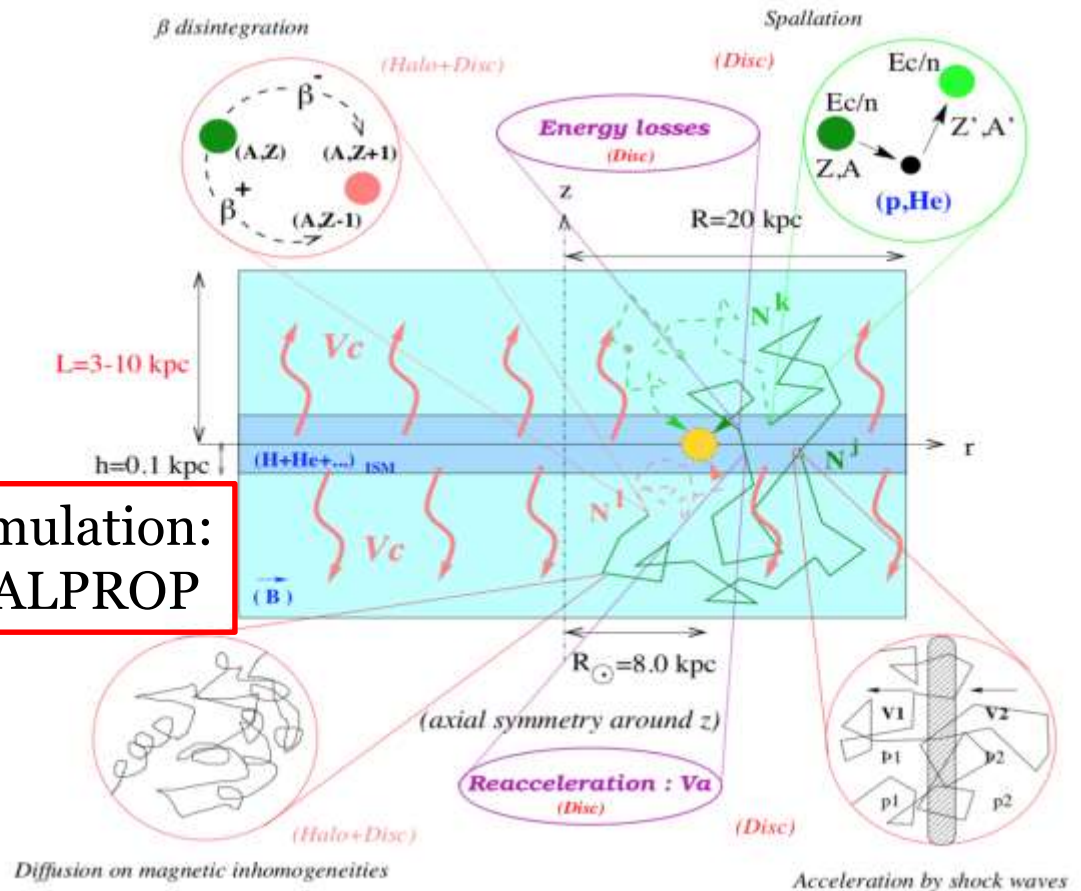 β disintegration
Spallation
(Halo+Disc)
(Disc)
Ec/n
β-
Ec/n
Energy losses
(Disc)
(A,Z)
(A,Z+1)
Z',A'
Z,A
β+
(A,Z-1)
(p,He)
z
R=20 kpc
N k
Vc
L=3-10 kpc
r
h=0.1 kpc
(H+He+...) ISM
N j
N l
mulation:
ALPROP
Vc
(B)
R☉=8.0 kpc
(axial symmetry around z)
V1
V2
Þ1
Þ2
Reacceleration : Va
(Disc)
p1
p2
(Halo+Disc)
(Disc)
Diffusion on magnetic inhomogeneities
Acceleration by shock waves